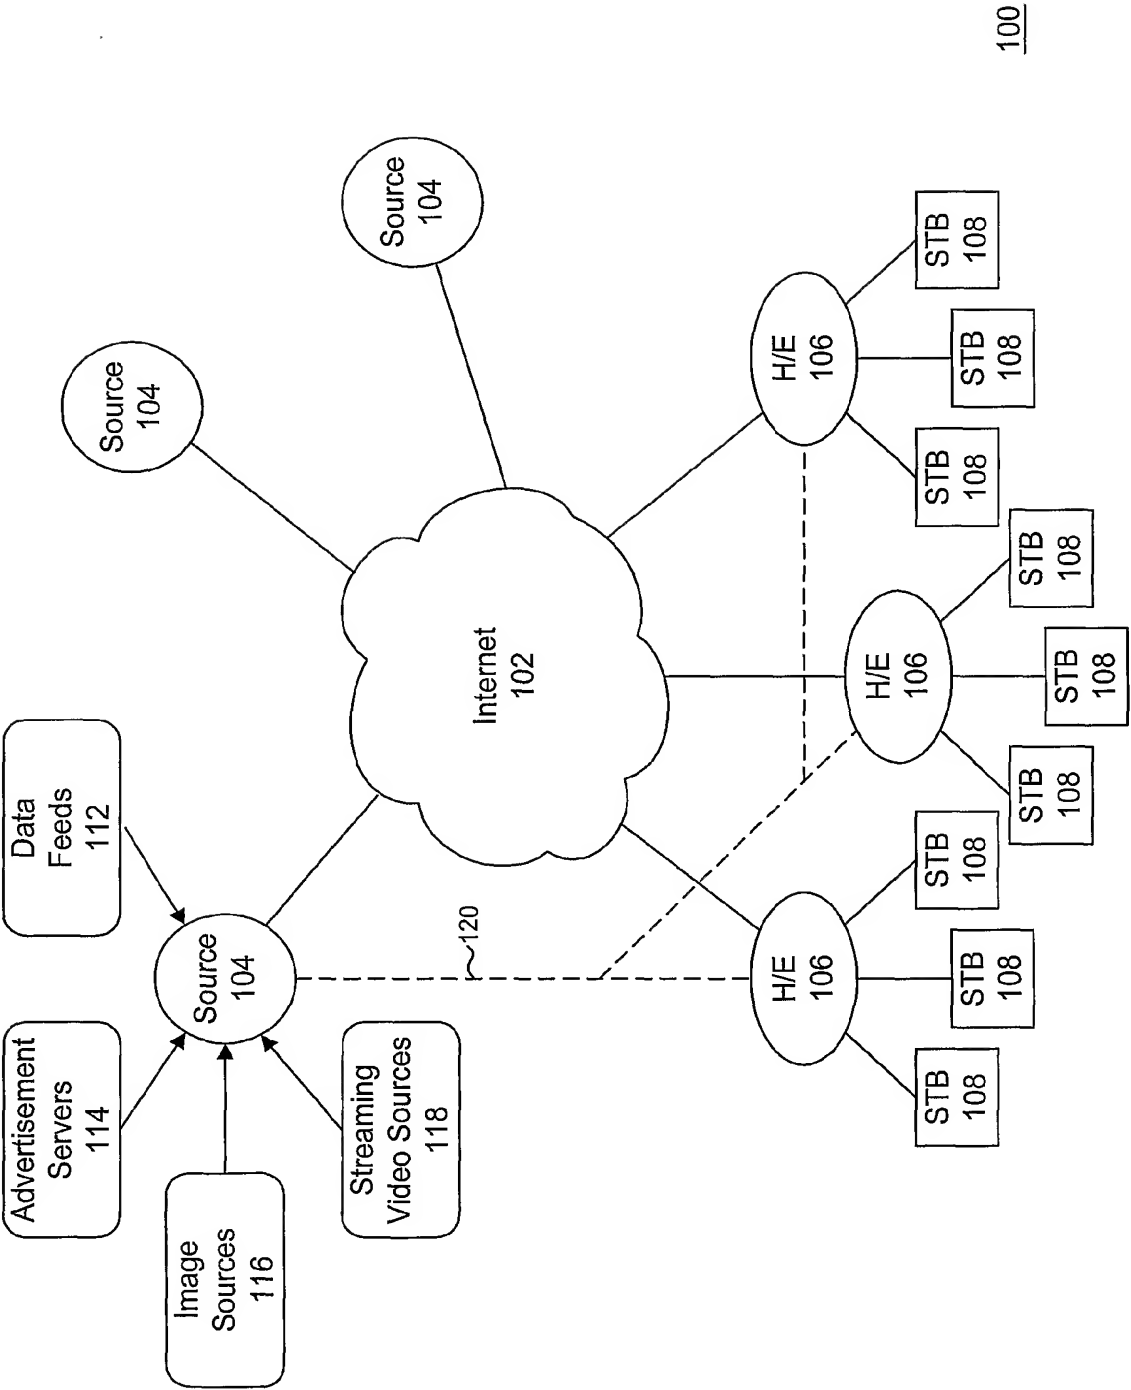 100
Data
Feeds
112
Advertisement
Servers
114
Image
Sources
116
Streaming
Video Sources
118
Source
104
Source
104
Source
104
120
Internet
102
H/E
106
H/E
106
H/E
106
STB
108
STB
108
STB
108
STB
108
STB
108
STB
108
STB
108
STB
108
STB
108